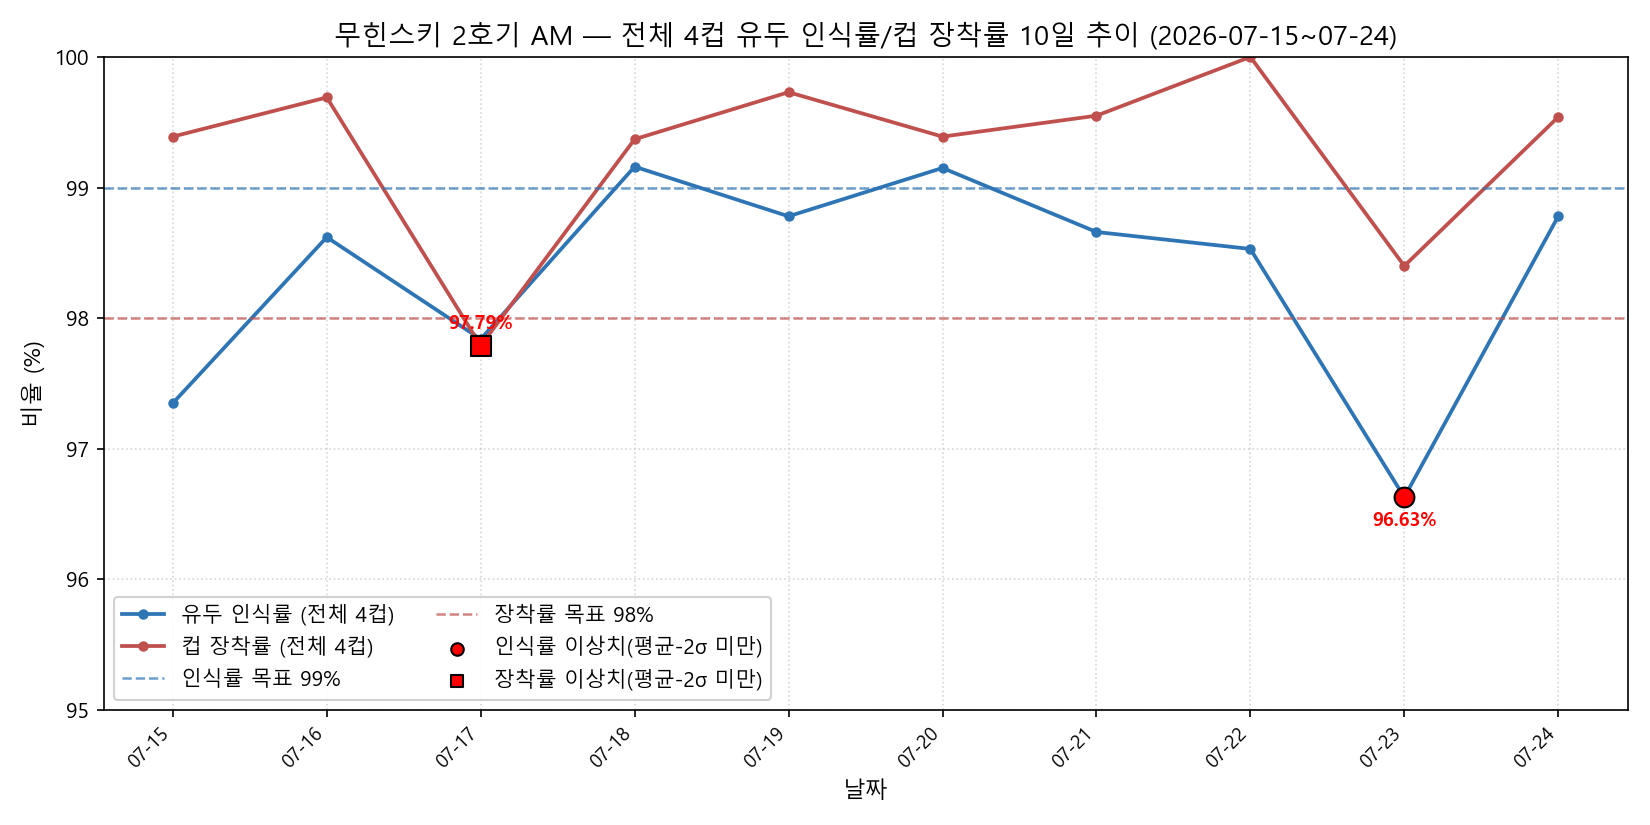 무힌스키 2호기 AM — 전체 4컵 유두 인식률/컵 장착률 10일 추이 (2026-07-15~07-24)
100
99
98
97
96
95
비율 (%)
97.79%
96.63%
유두 인식률 (전체 4컵)
컵 장착률 (전체 4컵)
인식률 목표 99%
장착률 목표 98%
인식률 이상치(평균-2σ 미만)
장착률 이상치(평균-2σ 미만)
07-15
07-16
07-17
07-18
07-19
07-20
07-21
07-22
07-23
07-24
날짜